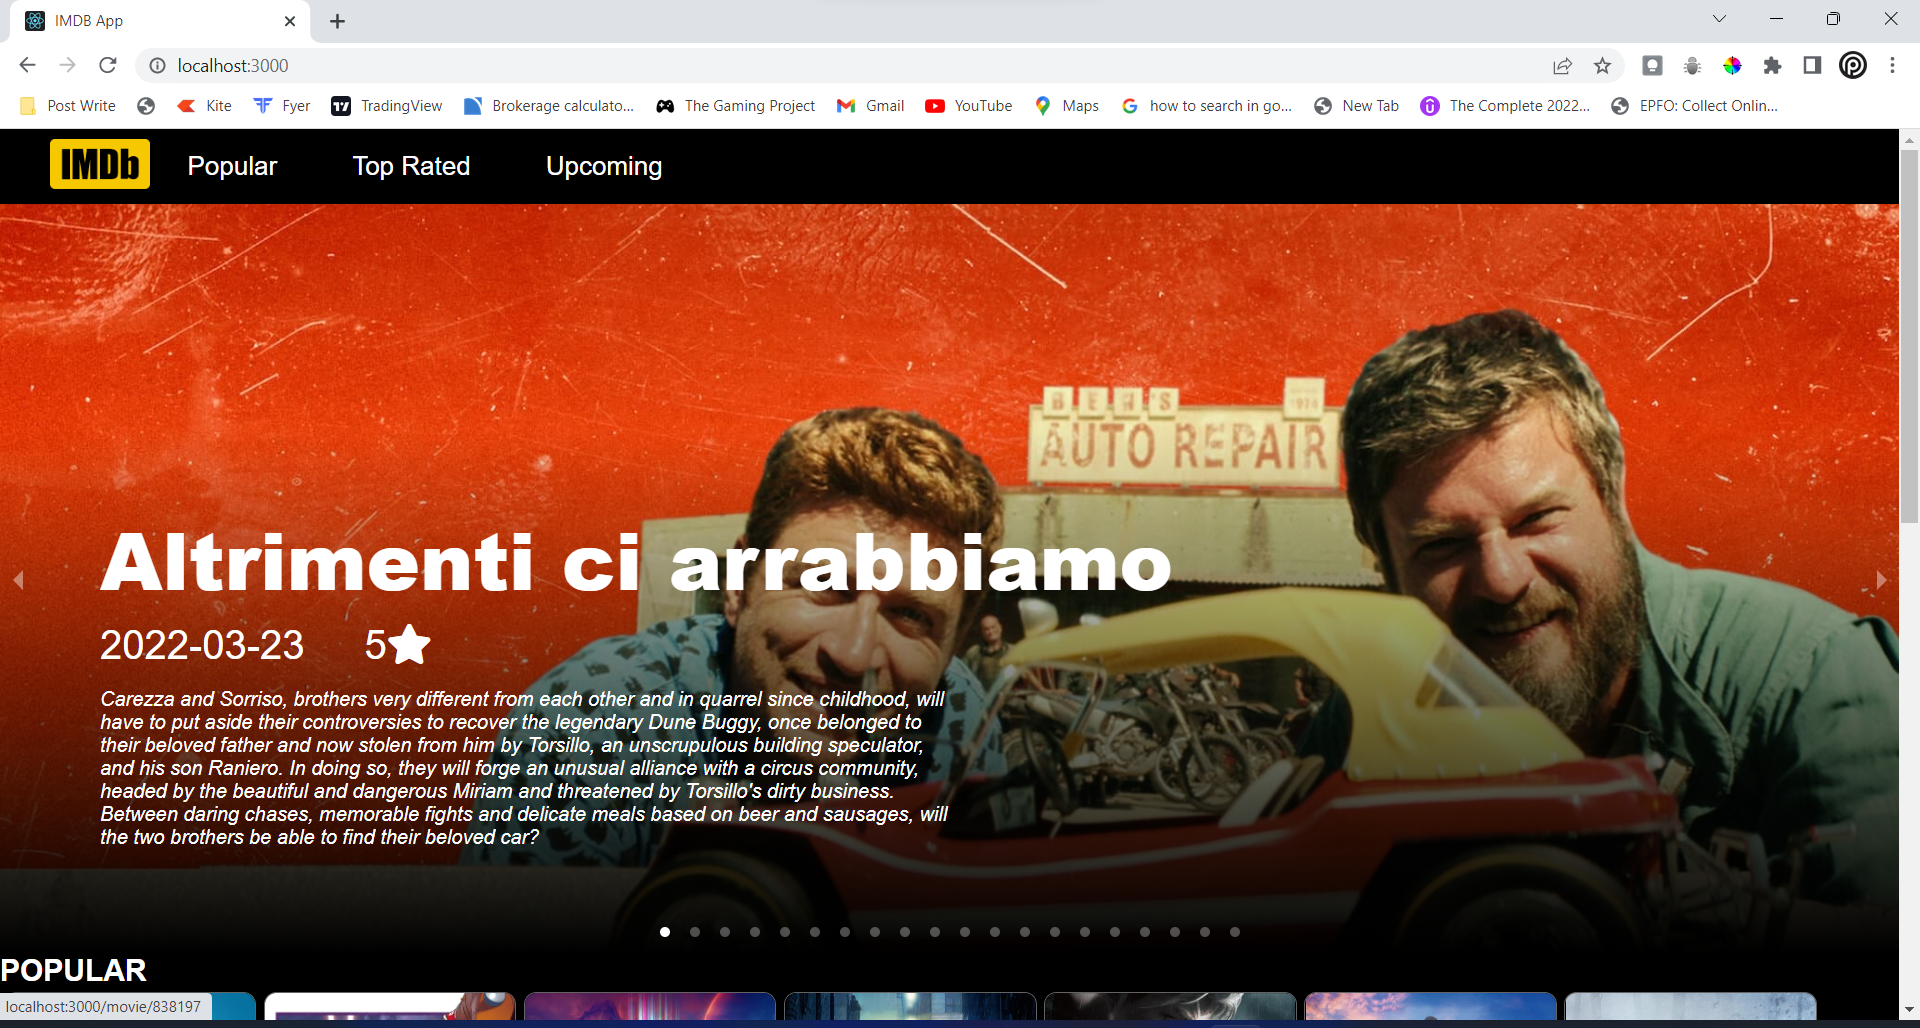 IMDB App
localhost:3000
Post Write Kite Fyer TradingView Brokerage calculato... The Gaming Project Gmail YouTube Maps how to search in go... New Tab The Complete 2022... EPFO: Collect Onlin...
IMDb Popular Top Rated Upcoming
BEN'S
1974
AUTO REPAIR
Altrimenti ci arrabbiamo
2022-03-23 5
Carezza and Sorriso, brothers very different from each other and in quarrel since childhood, will
have to put aside their controversies to recover the legendary Dune Buggy, once belonged to
their beloved father and now stolen from him by Torsillo, an unscrupulous building speculator,
and his son Raniero. In doing so, they will forge an unusual alliance with a circus community,
headed by the beautiful and dangerous Miriam and threatened by Torsillo's dirty business.
Between daring chases, memorable fights and delicate meals based on beer and sausages, will
the two brothers be able to find their beloved car?
POPULAR
localhost:3000/movie/838197